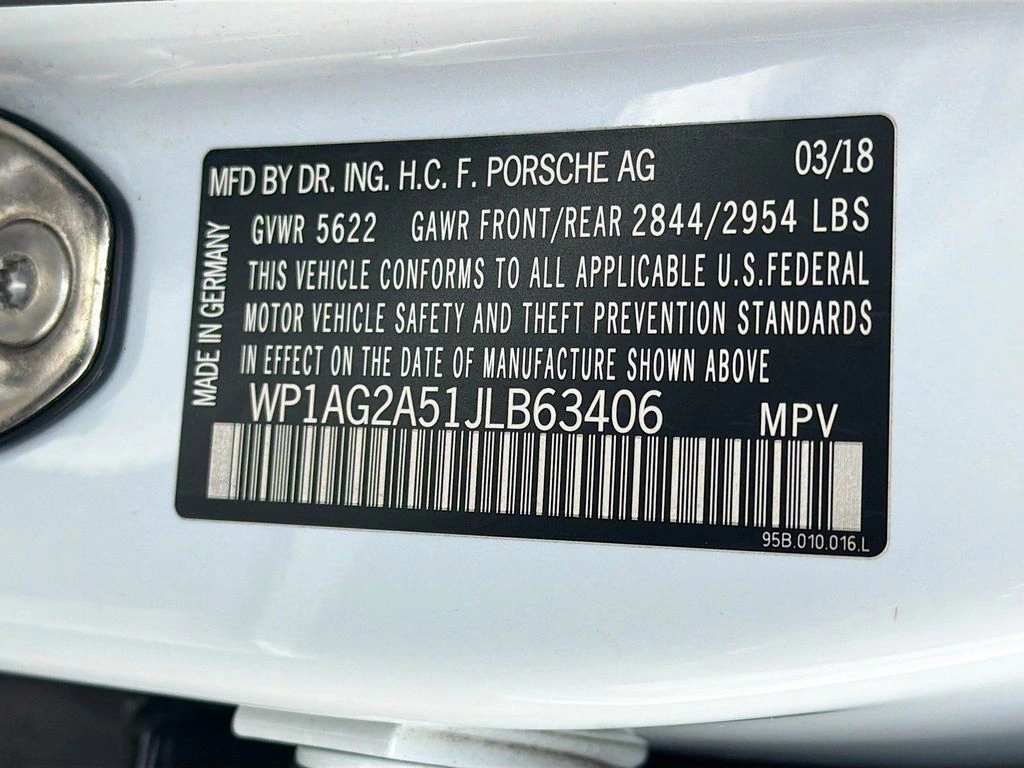 MFD BY DR. ING. H.C. F. PORSCHE AG 03/18
GVWR 5622 GAWR FRONT/REAR 2844/2954 LBS
THIS VEHICLE CONFORMS TO ALL APPLICABLE U.S.FEDERAL
MOTOR VEHICLE SAFETY AND THEFT PREVENTION STANDARDS
IN EFFECT ON THE DATE OF MANUFACTURE SHOWN ABOVE
MADE IN GERMANY
WP1AG2A51JLB63406 MPV
95B.010.016.L